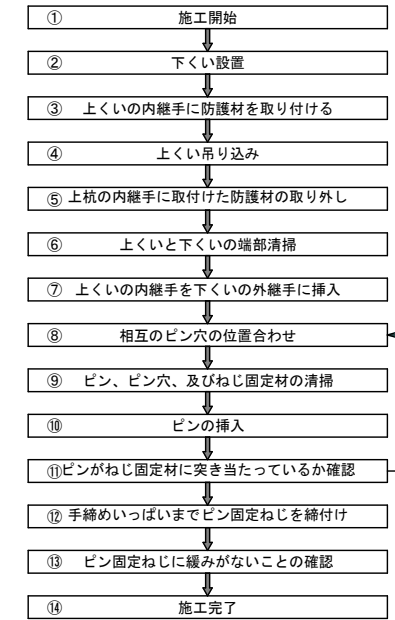 ① 施工開始
② 下くい設置
③ 上くいの内継手に防護材を取り付ける
④ 上くい吊り込み
⑤ 上杭の内継手に取付けた防護材の取り外し
⑥ 上くいと下くいの端部清掃
⑦ 上くいの内継手を下くいの外継手に挿入
⑧ 相互のピン穴の位置合わせ
⑨ ピン、ピン穴、及びねじ固定材の清掃
⑩ ピンの挿入
⑪ピンがねじ固定材に突き当たっているか確認
⑫ 手締めいっぱいまでピン固定ねじを締付け
⑬ ピン固定ねじに緩みがないことの確認
⑭ 施工完了